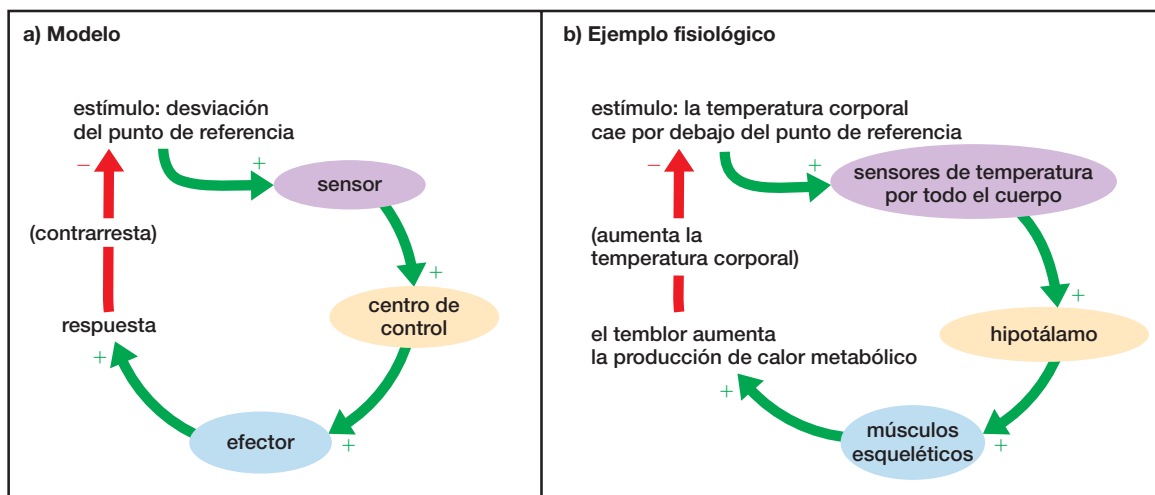 a) Modelo
estímulo: desviación
del punto de referencia
−
+
sensor
(contrarresta)
+
centro de
control
respuesta
+
efector
+
b) Ejemplo fisiológico
estímulo: la temperatura corporal
cae por debajo del punto de referencia
−
+
sensores de temperatura
por todo el cuerpo
(aumenta la
temperatura corporal)
+
hipotálamo
el temblor aumenta
la producción de calor metabólico
+
músculos
esqueléticos
+